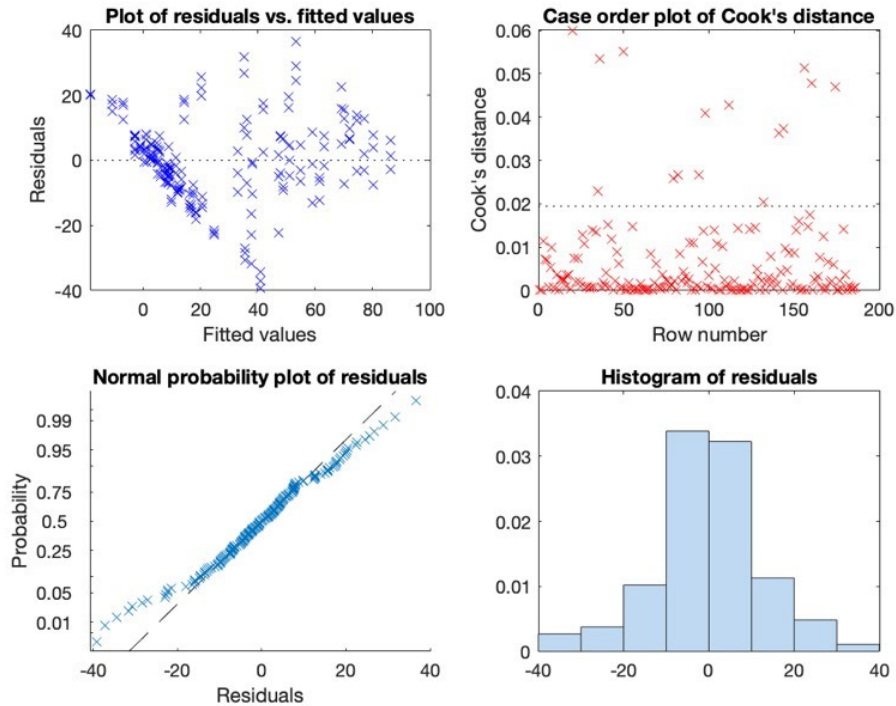 Plot of residuals vs. fitted values
40
20
0
-20
-40
Residuals
0 20 40 60 80 100
Fitted values
Case order plot of Cook's distance
0.06
0.05
0.04
0.03
0.02
0.01
0
Cook's distance
0 50 100 150 200
Row number
Normal probability plot of residuals
0.99
0.95
0.75
0.5
0.25
0.05
0.01
Probability
-40 -20 0 20 40
Residuals
Histogram of residuals
0.04
0.03
0.02
0.01
0
-40 -20 0 20 40